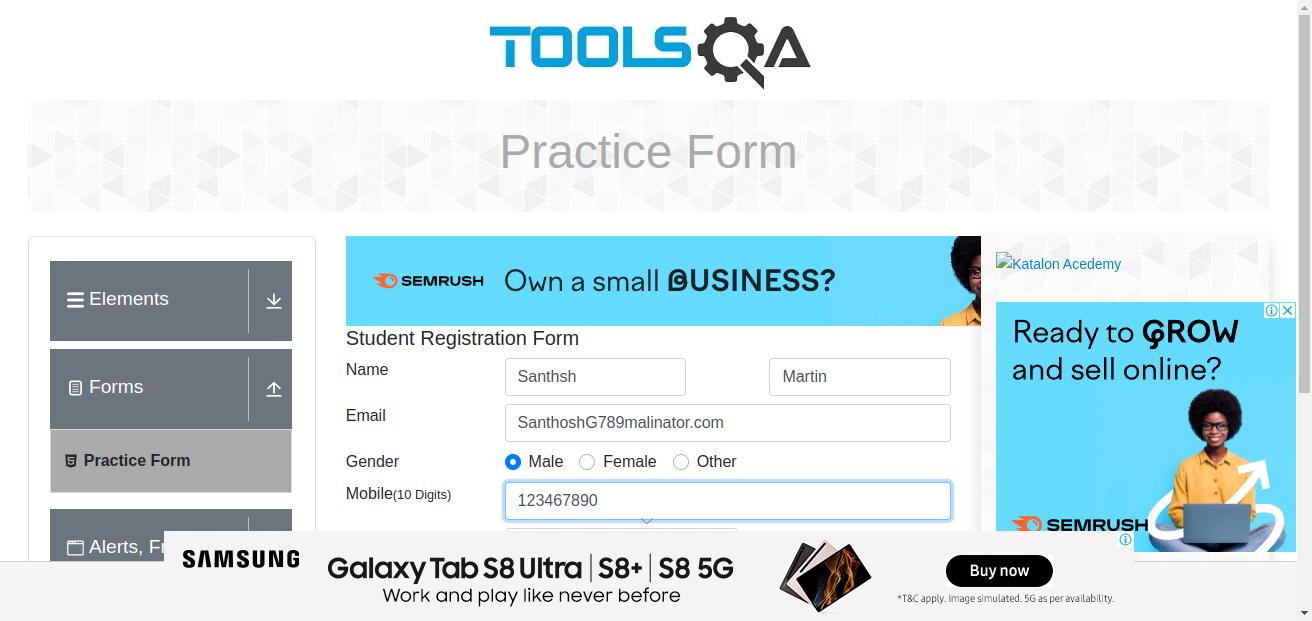 TOOLSQA
Practice Form
Elements
Forms
Practice Form
Alerts, Fr
SEMRUSH Own a small BUSINESS?
Student Registration Form
Name Santhsh Martin
Email SanthoshG789malinator.com
Gender Male Female Other
Mobile(10 Digits) 123467890
Katalon Acedemy
Ready to GROW
and sell online?
SEMRUSH
SAMSUNG
Galaxy Tab S8 Ultra | S8+ | S8 5G
Work and play like never before
Buy now
*T&C apply. Image simulated. 5G as per availability.